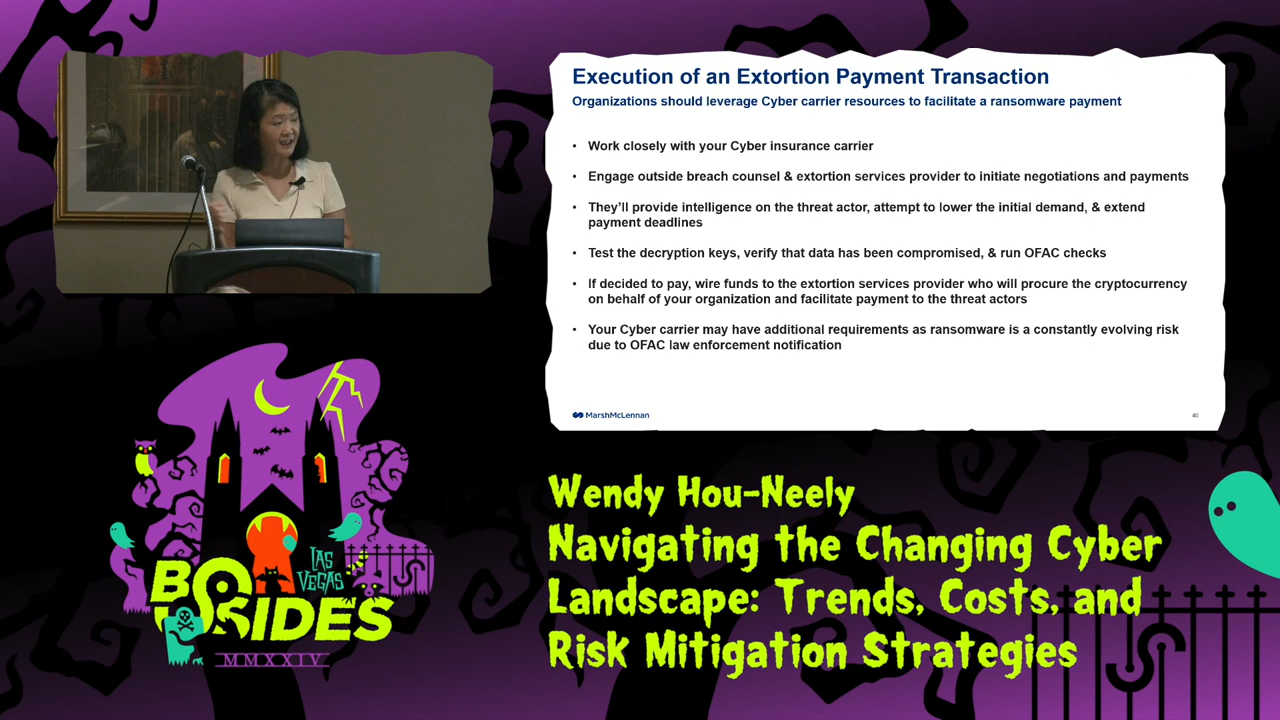 Execution of an Extortion Payment Transaction
Organizations should leverage Cyber carrier resources to facilitate a ransomware payment
• Work closely with your Cyber insurance carrier
• Engage outside breach counsel & extortion services provider to initiate negotiations and payments
• They'll provide intelligence on the threat actor, attempt to lower the initial demand, & extend
payment deadlines
• Test the decryption keys, verify that data has been compromised, & run OFAC checks
• If decided to pay, wire funds to the extortion services provider who will procure the cryptocurrency
on behalf of your organization and facilitate payment to the threat actors
• Your Cyber carrier may have additional requirements as ransomware is a constantly evolving risk
due to OFAC law enforcement notification
MarshMcLennan
40
LAS
VEGAS
BSIDES
MMXXIV
Wendy Hou-Neely
Navigating the Changing Cyber
Landscape: Trends, Costs, and
Risk Mitigation Strategies